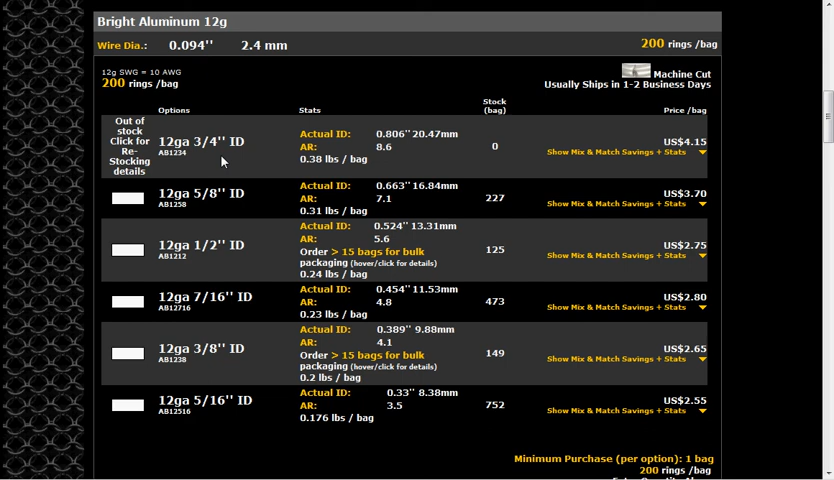 Bright Aluminum 12g
Wire Dia.: 0.094'' 2.4 mm 200 rings /bag
12g SWG = 10 AWG
200 rings /bag
Machine Cut
Usually Ships in 1-2 Business Days
Options Stats Stock (bag) Price /bag
Out of
stock
Click for
Re-
Stocking
details
12ga 3/4'' ID
AB1234
Actual ID: 0.806'' 20.47mm
AR: 8.6
0.38 lbs / bag
0
US$4.15
Show Mix & Match Savings + Stats
12ga 5/8'' ID
AB1258
Actual ID: 0.663'' 16.84mm
AR: 7.1
0.31 lbs / bag
227
US$3.70
Show Mix & Match Savings + Stats
12ga 1/2'' ID
AB1212
Actual ID: 0.524'' 13.31mm
AR: 5.6
Order > 15 bags for bulk
packaging (hover/click for details)
0.24 lbs / bag
125
US$2.75
Show Mix & Match Savings + Stats
12ga 7/16'' ID
AB12716
Actual ID: 0.454'' 11.53mm
AR: 4.8
0.23 lbs / bag
473
US$2.80
Show Mix & Match Savings + Stats
12ga 3/8'' ID
AB1238
Actual ID: 0.389'' 9.88mm
AR: 4.1
Order > 15 bags for bulk
packaging (hover/click for details)
0.2 lbs / bag
149
US$2.65
Show Mix & Match Savings + Stats
12ga 5/16'' ID
AB12516
Actual ID: 0.33'' 8.38mm
AR: 3.5
0.176 lbs / bag
752
US$2.55
Show Mix & Match Savings + Stats
Minimum Purchase (per option): 1 bag
200 rings /bag